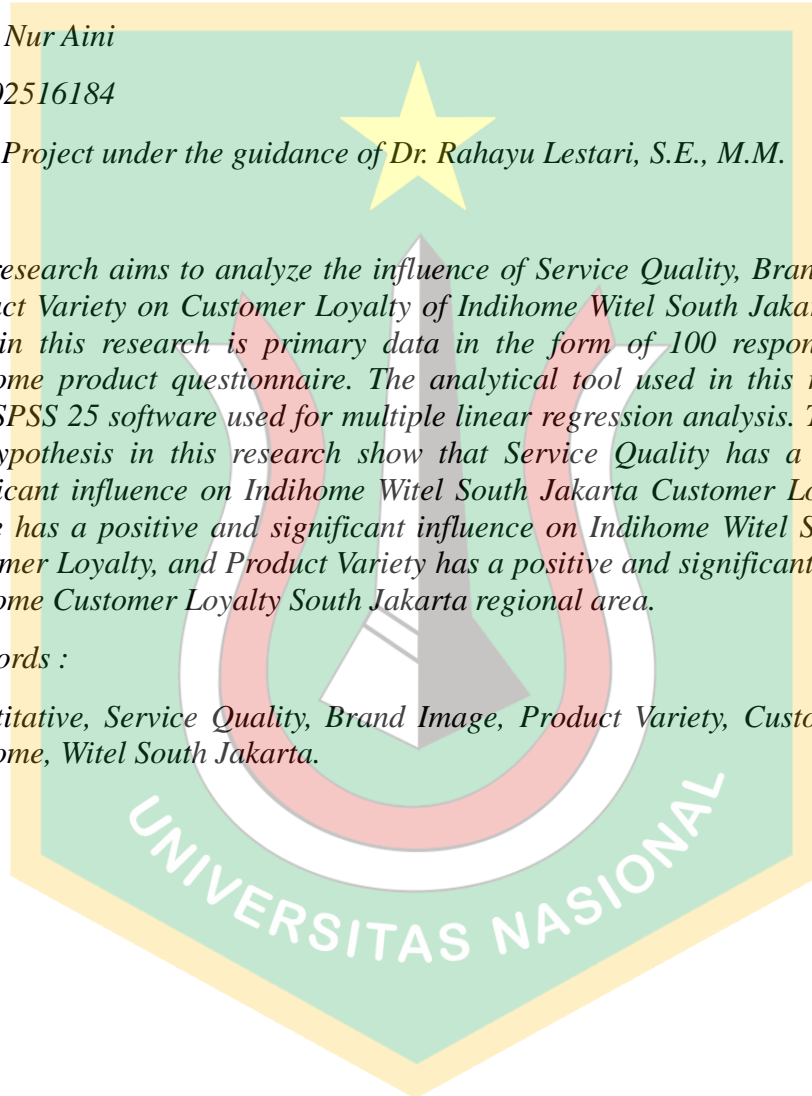 Nur Aini
02516184
Project under the guidance of Dr. Rahayu Lestari, S.E., M.M.
research aims to analyze the influence of Service Quality, Bran
ct Variety on Customer Loyalty of Indihome Witel South Jaka
in this research is primary data in the form of 100 respon
ome product questionnaire. The analytical tool used in this
SPSS 25 software used for multiple linear regression analysis. T
ypothesis in this research show that Service Quality has a
icant influence on Indihome Witel South Jakarta Customer Lo
e has a positive and significant influence on Indihome Witel S
mer Loyalty, and Product Variety has a positive and significant
ome Customer Loyalty South Jakarta regional area.
ords :
titative, Service Quality, Brand Image, Product Variety, Custo
ome, Witel South Jakarta.
UNIVERSITAS NASIONAL